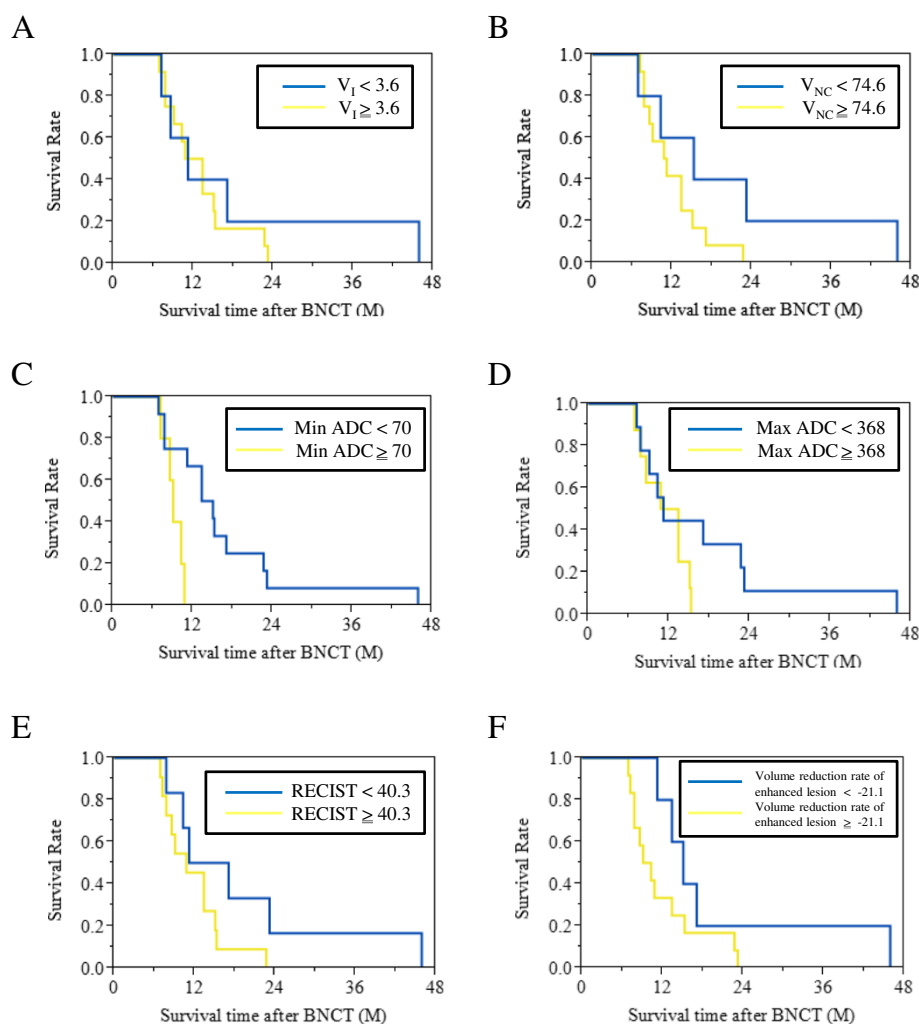 A
B
V_I < 3.6
V_I ≧ 3.6
V_NC < 74.6
V_NC ≧ 74.6
Survival Rate
1.0
0.8
0.6
0.4
0.2
0.0
0 12 24 36 48
Survival time after BNCT (M)
Survival Rate
1.0
0.8
0.6
0.4
0.2
0.0
0 12 24 36 48
Survival time after BNCT (M)
C
D
Min ADC < 70
Min ADC ≧ 70
Max ADC < 368
Max ADC ≧ 368
Survival Rate
1.0
0.8
0.6
0.4
0.2
0.0
0 12 24 36 48
Survival time after BNCT (M)
Survival Rate
1.0
0.8
0.6
0.4
0.2
0.0
0 12 24 36 48
Survival time after BNCT (M)
E
F
RECIST < 40.3
RECIST ≧ 40.3
Volume reduction rate of
enhanced lesion < -21.1
Volume reduction rate of
enhanced lesion ≧ -21.1
Survival Rate
1.0
0.8
0.6
0.4
0.2
0.0
0 12 24 36 48
Survival time after BNCT (M)
Survival Rate
1.0
0.8
0.6
0.4
0.2
0.0
0 12 24 36 48
Survival time after BNCT (M)